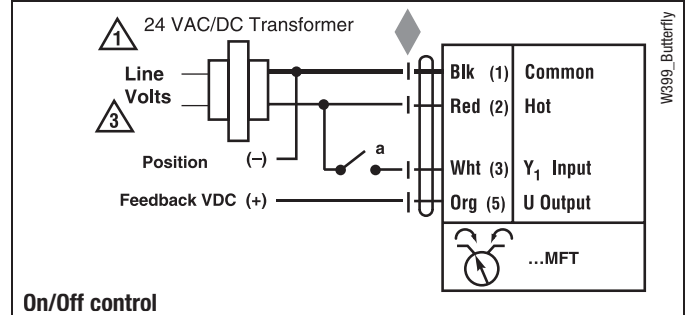 1 24 VAC/DC Transformer
Line
Volts
3
Blk (1) Common
Red (2) Hot
a
Position (–)
Wht (3) Y₁ Input
Feedback VDC (+)
Org (5) U Output
...MFT
On/Off control
W399_Butterfly